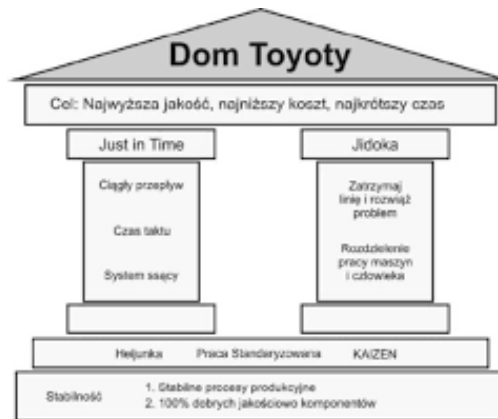 Dom Toyoty
Cel: Najwyższa jakość, najniższy koszt, najkrótszy czas
Just in Time
Ciągły przepływ
Czas taktu
System ssący
Jidoka
Zatrzymaj
linię i rozwiąż
problem
Rozdzielenie
pracy maszyn
i człowieka
Heijunka Praca Standaryzowana KAIZEN
Stabilność
1. Stabilne procesy produkcyjne
2. 100% dobrych jakościowo komponentów